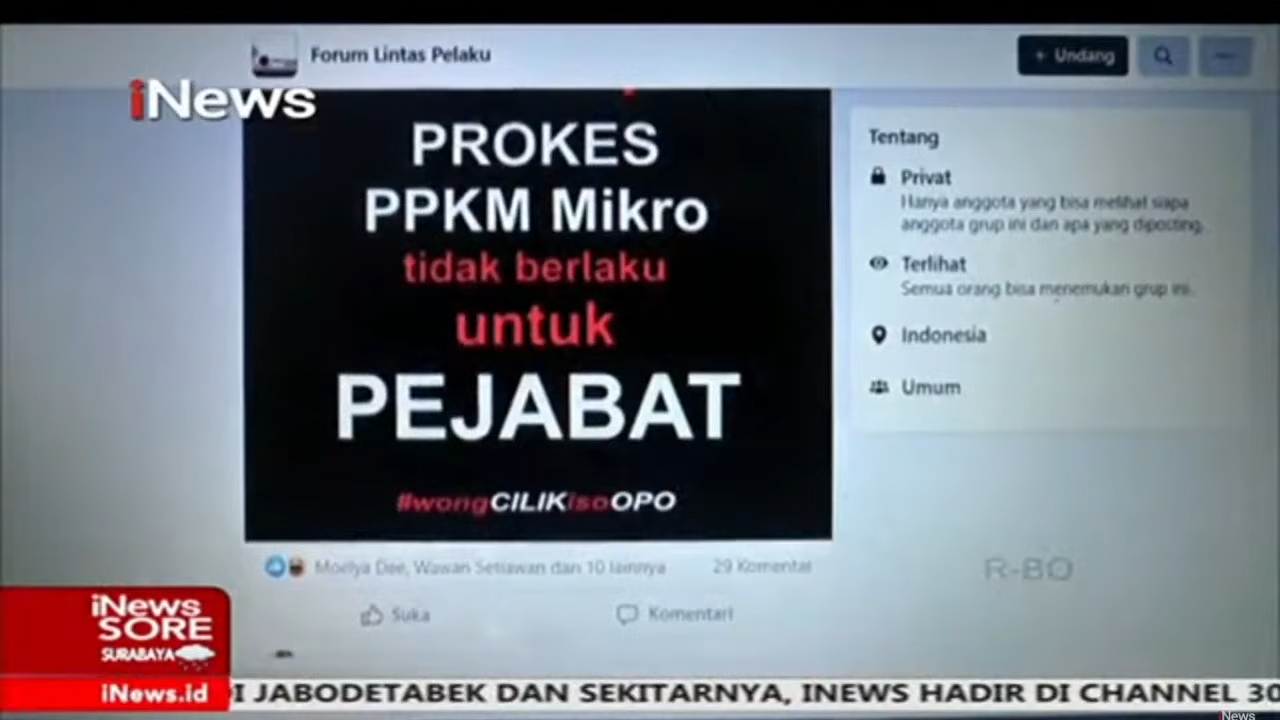 Forum Lintas Pelaku
+ Undang
iNews
PROKES
PPKM Mikro
tidak berlaku
untuk
PEJABAT
#wongCILIKisoOPO
Tentang
Privat
Hanya anggota yang bisa melihat siapa
anggota grup ini dan apa yang diposting.
Terlihat
Semua orang bisa menemukan grup ini.
Indonesia
Umum
Wawan Setiawan dan 10 lainnya
29 Komentar
Suka
Komentari
R-BO
iNews
SORE
SURABAYA
iNews.id
DI JABODETABEK DAN SEKITARNYA, INEWS HADIR DI CHANNEL 30
iNews